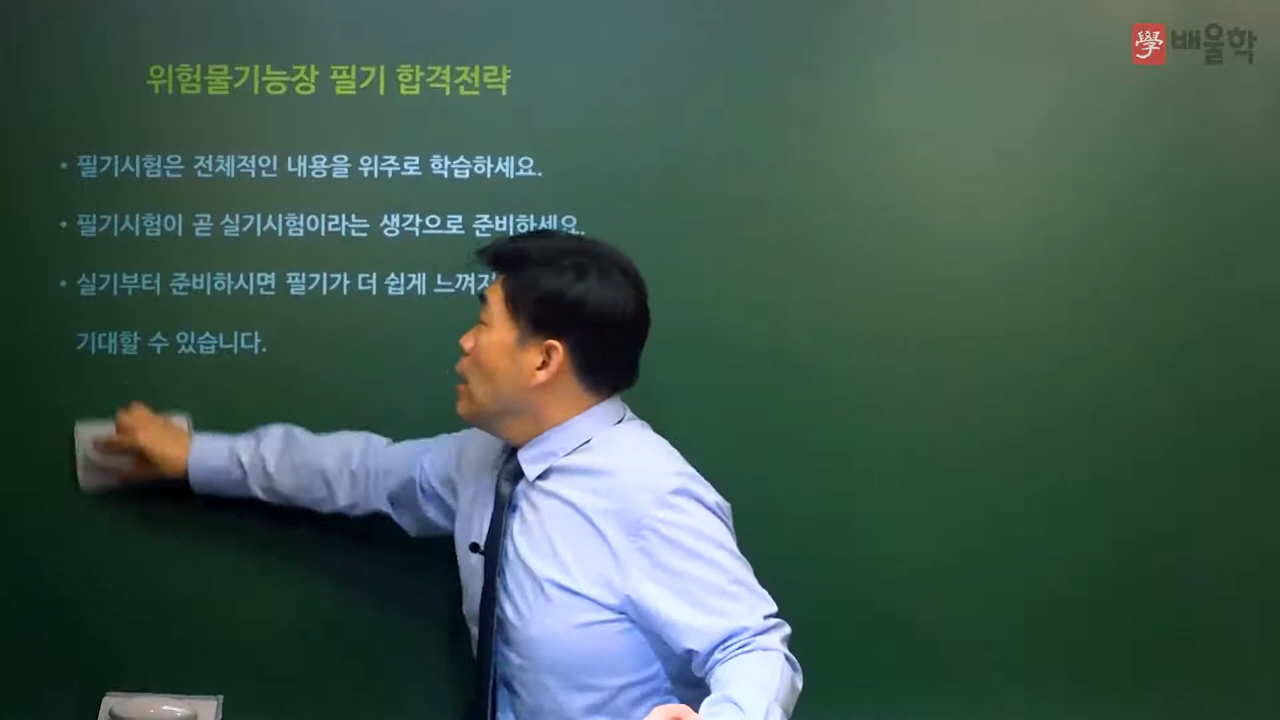 學 배울학
위험물기능장 필기 합격전략
• 필기시험은 전체적인 내용을 위주로 학습하세요.
• 필기시험이 곧 실기시험이라는 생각으로 준비하세요.
• 실기부터 준비하시면 필기가 더 쉽게
기대할 수 있습니다.